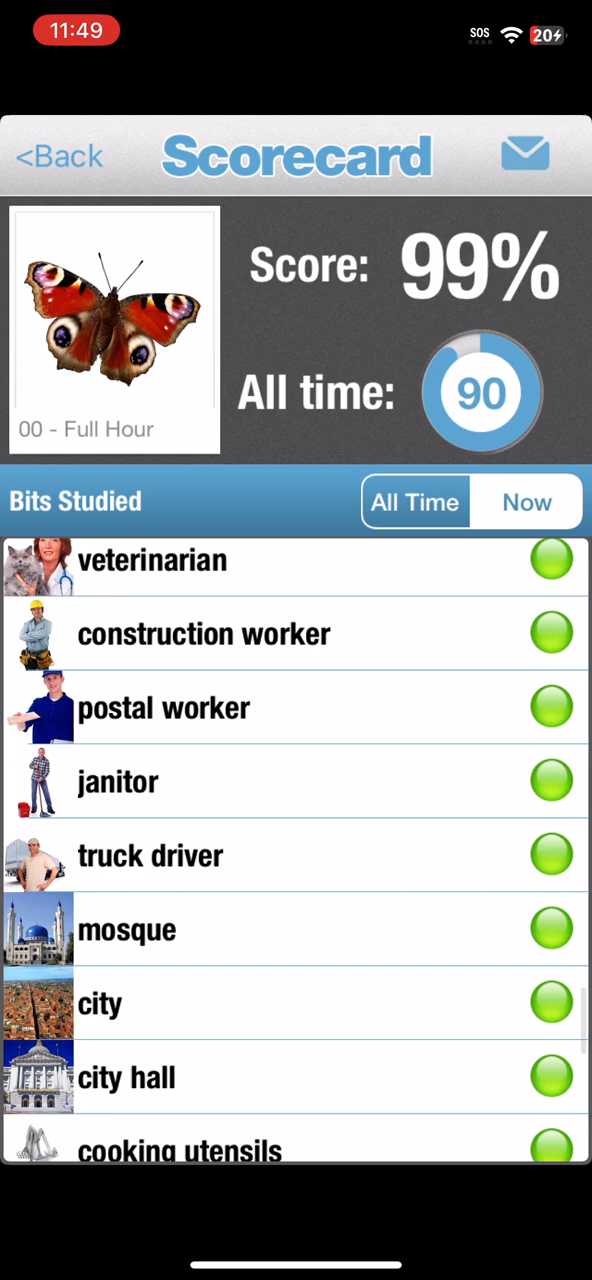 11:49
SOS
20
<Back
Scorecard
Score: 99%
00 - Full Hour
All time: 90
Bits Studied
All Time
Now
veterinarian
construction worker
postal worker
janitor
truck driver
mosque
city
city hall
cooking utensils